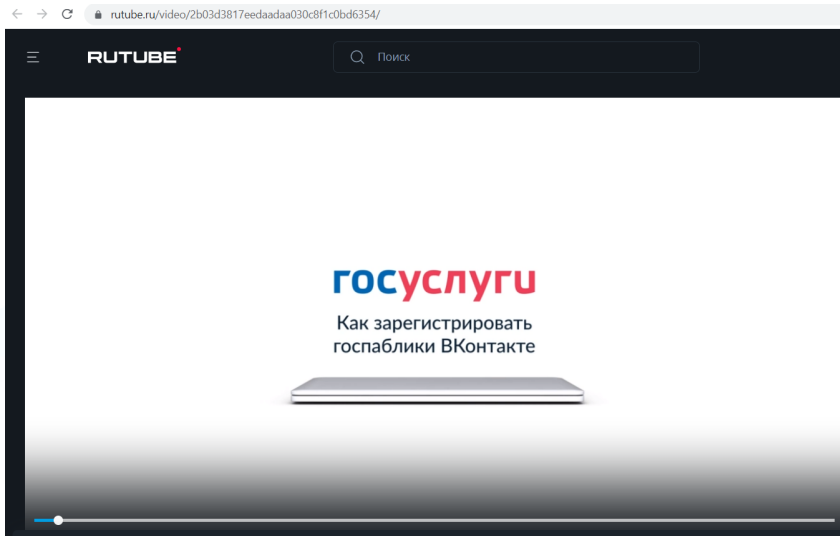 rutube.ru/video/2b03d3817eedaadaa030c8f1c0bd6354/
RUTUBE
Поиск
госуслуги
Как зарегистрировать
госпаблики ВКонтакте